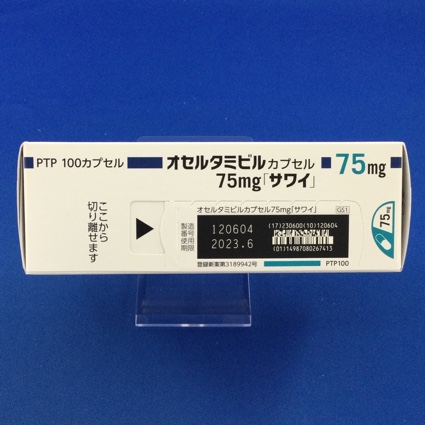 PTP 100カプセル
オセルタミビルカプセル
75mg「サワイ」
75mg
ここから
切り離せます
オセルタミビルカプセル75mg「サワイ」
GS1
製造番号
使用期限
120604
2023.6
(17)230600(10)120604
(01)14987080267413
登録新案第3189942号
PTP100
75mg